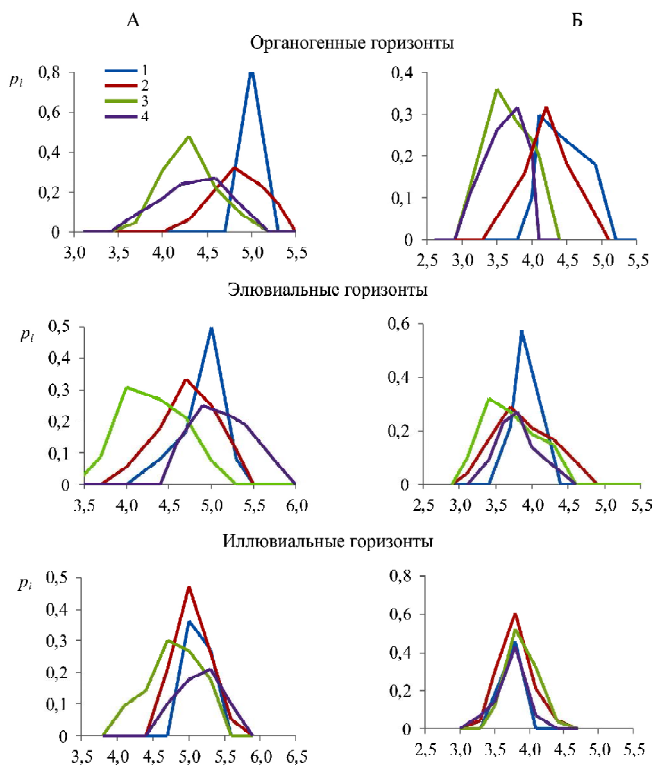 А Б
Органогенные горизонты
pi 0,8 0,6 0,4 0,2 0
1
2
3
4
3,0 3,5 4,0 4,5 5,0 5,5
0,4 0,3 0,2 0,1 0
2,5 3,0 3,5 4,0 4,5 5,0 5,5
Элювиальные горизонты
pi 0,5 0,4 0,3 0,2 0,1 0
3,5 4,0 4,5 5,0 5,5 6,0
0,6 0,4 0,2 0
2,5 3,0 3,5 4,0 4,5 5,0 5,5
Иллювиальные горизонты
pi 0,5 0,4 0,3 0,2 0,1 0
3,5 4,0 4,5 5,0 5,5 6,0 6,5
0,8 0,6 0,4 0,2 0
2,5 3,0 3,5 4,0 4,5 5,0 5,5